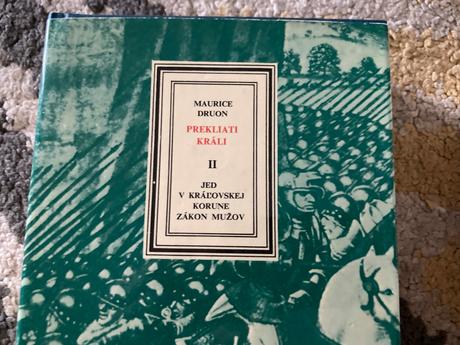 MAURICE
DRUON
PREKLIATI
KRÁLI
II
JED
V KRÁĽOVSKEJ
KORUNE
ZÁKON MUŽOV